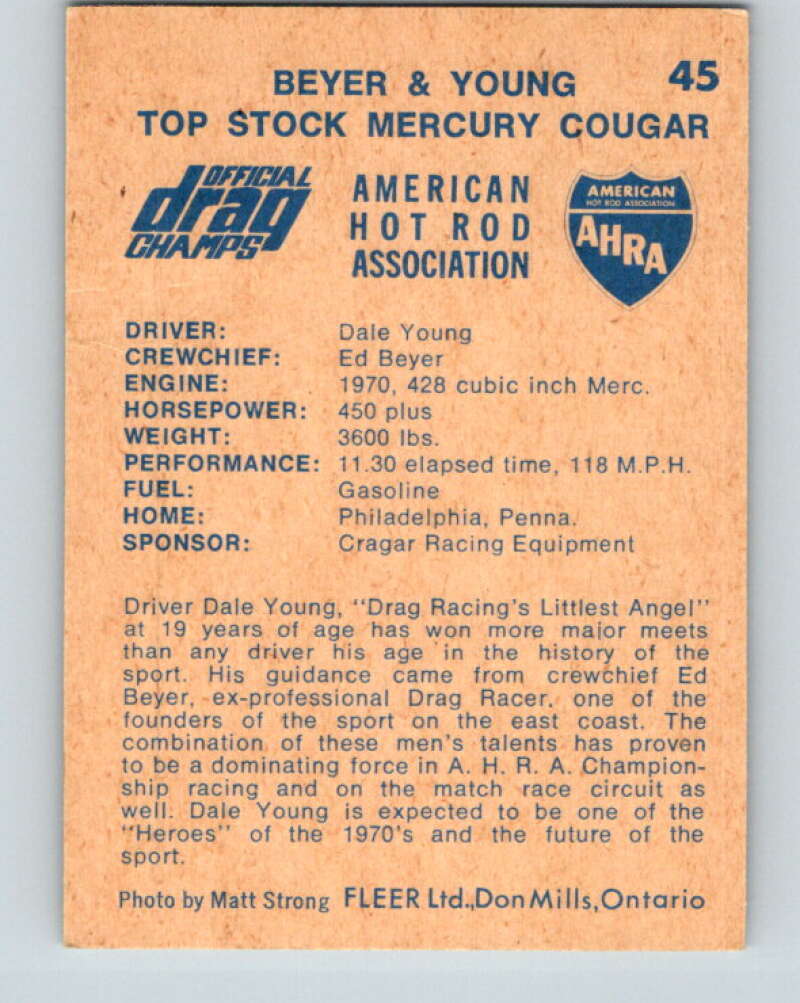 45
BEYER & YOUNG
TOP STOCK MERCURY COUGAR
OFFICIAL
drag
CHAMPS
AMERICAN
HOT ROD
ASSOCIATION
AMERICAN
HOT ROD ASSOCIATION
AHRA
DRIVER: Dale Young
CREWCHIEF: Ed Beyer
ENGINE: 1970, 428 cubic inch Merc.
HORSEPOWER: 450 plus
WEIGHT: 3600 lbs.
PERFORMANCE: 11.30 elapsed time, 118 M.P.H.
FUEL: Gasoline
HOME: Philadelphia, Penna.
SPONSOR: Cragar Racing Equipment
Driver Dale Young, "Drag Racing's Littlest Angel"
at 19 years of age has won more major meets
than any driver his age in the history of the
sport. His guidance came from crewchief Ed
Beyer, ex-professional Drag Racer, one of the
founders of the sport on the east coast. The
combination of these men's talents has proven
to be a dominating force in A. H. R. A. Champion-
ship racing and on the match race circuit as
well. Dale Young is expected to be one of the
"Heroes" of the 1970's and the future of the
sport.
Photo by Matt Strong FLEER Ltd., Don Mills, Ontario